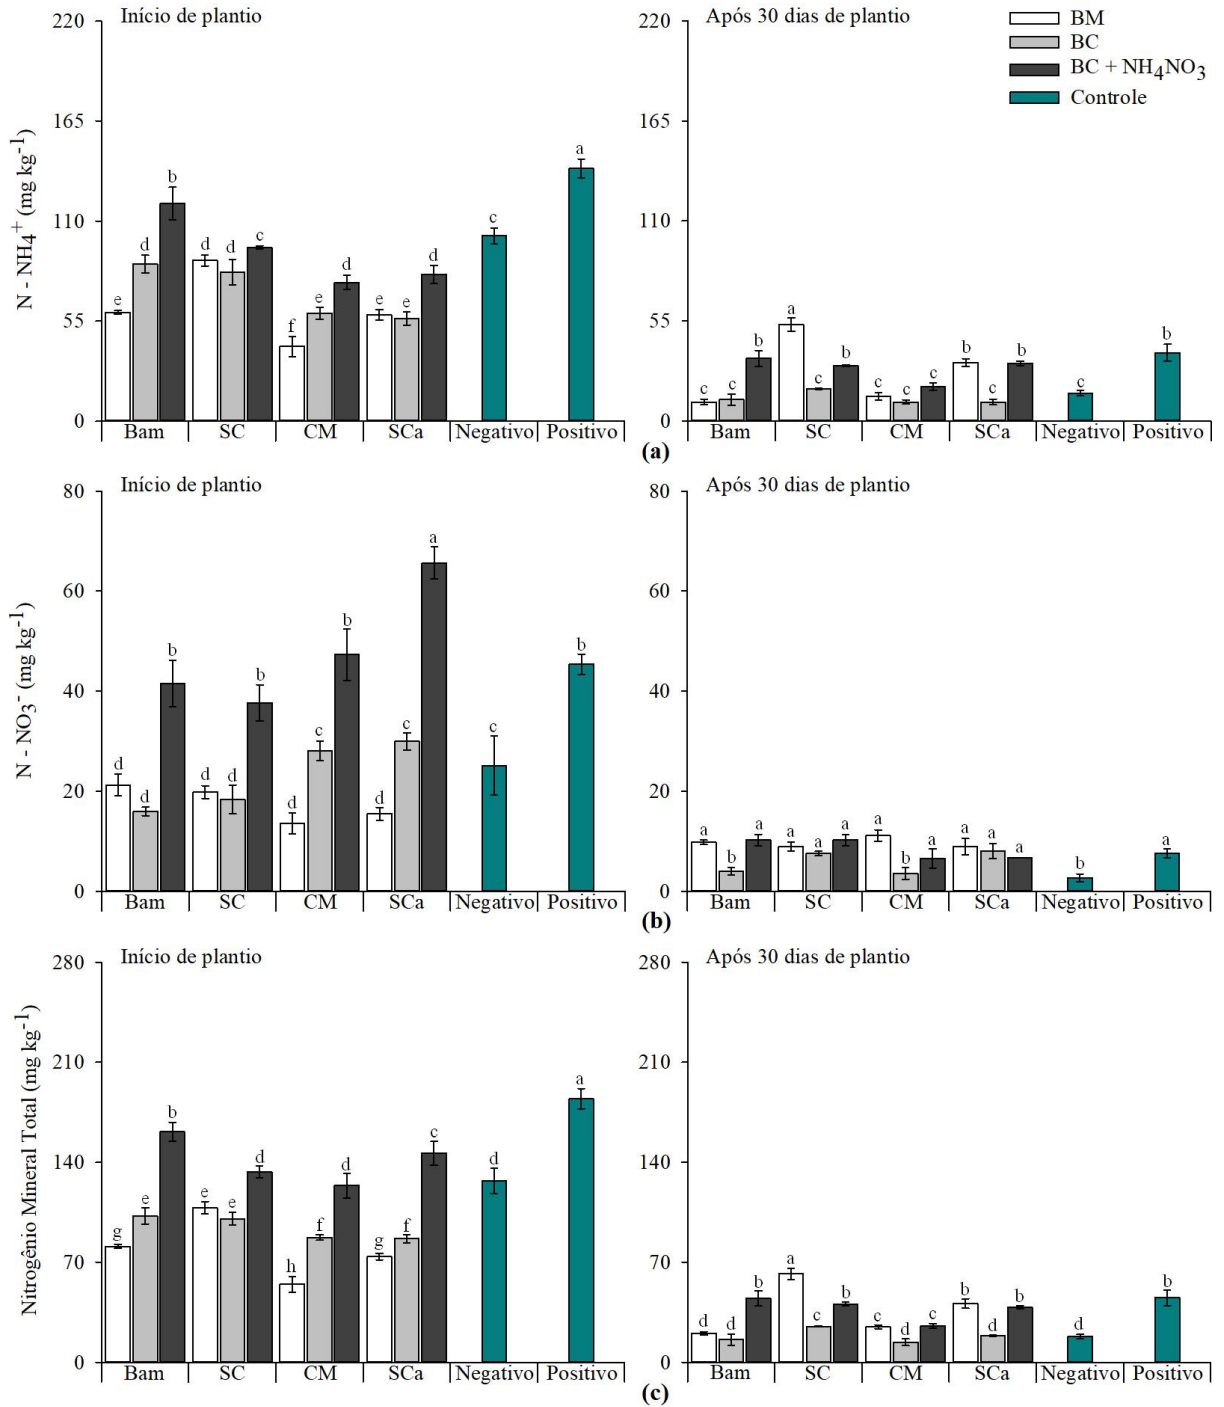 Início de plantio
Após 30 dias de plantio
BM
BC
BC + NH4NO3
Controle
N - NH4+ (mg kg-1)
220
165
110
55
0
e d b
d d c
f e d
e e d
c
a
Bam SC CM SCa Negativo Positivo
220
165
110
55
0
c c b
a c b
c c c
b c b
c
b
Bam SC CM SCa Negativo Positivo
(a)
Início de plantio
Após 30 dias de plantio
N - NO3- (mg kg-1)
80
60
40
20
0
d d b
d d b
d c b
d c a
c
b
Bam SC CM SCa Negativo Positivo
80
60
40
20
0
a b a
a a a
a b a
a a a
b
a
Bam SC CM SCa Negativo Positivo
(b)
Início de plantio
Após 30 dias de plantio
Nitrogênio Mineral Total (mg kg-1)
280
210
140
70
0
g e b
e e d
h f d
g f c
d
a
Bam SC CM SCa Negativo Positivo
280
210
140
70
0
d d b
a c b
c d c
b d b
d
b
Bam SC CM SCa Negativo Positivo
(c)